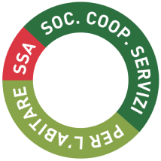 SSA SOC. COOP. SERVIZI
PER L'ABITARE